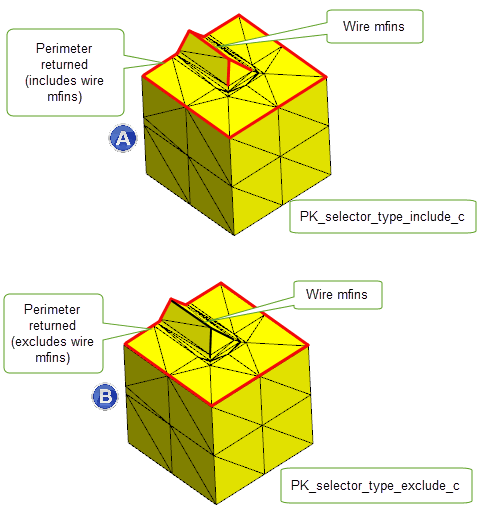 Perimeter
returned
(includes wire
mfins)
Wire mfins
A
PK_selector_type_include_c
Perimeter
returned
(excludes wire
mfins)
Wire mfins
B
PK_selector_type_exclude_c